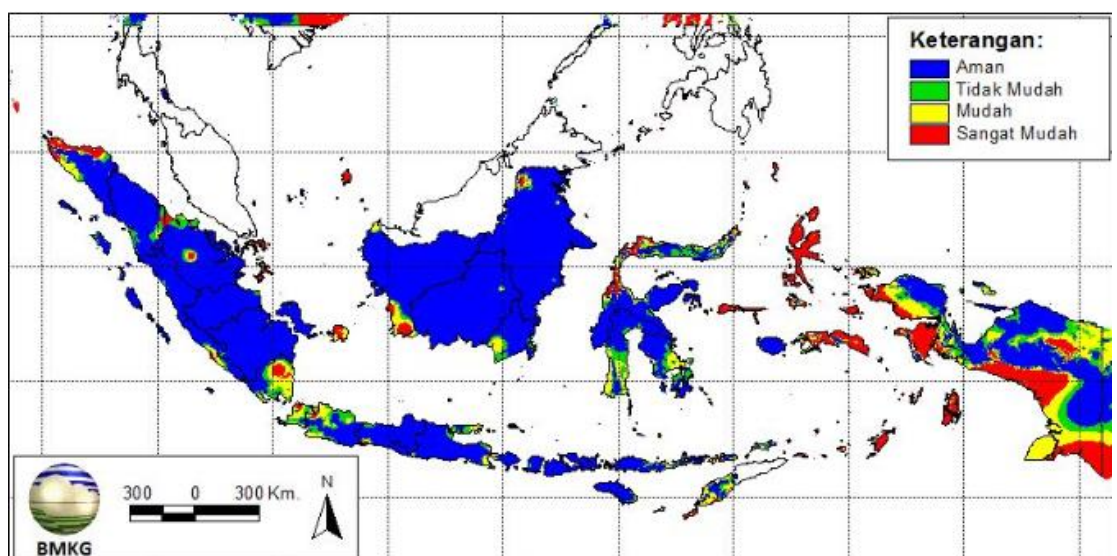 Keterangan:
Aman
Tidak Mudah
Mudah
Sangat Mudah
300 0 300 Km.
N
BMKG